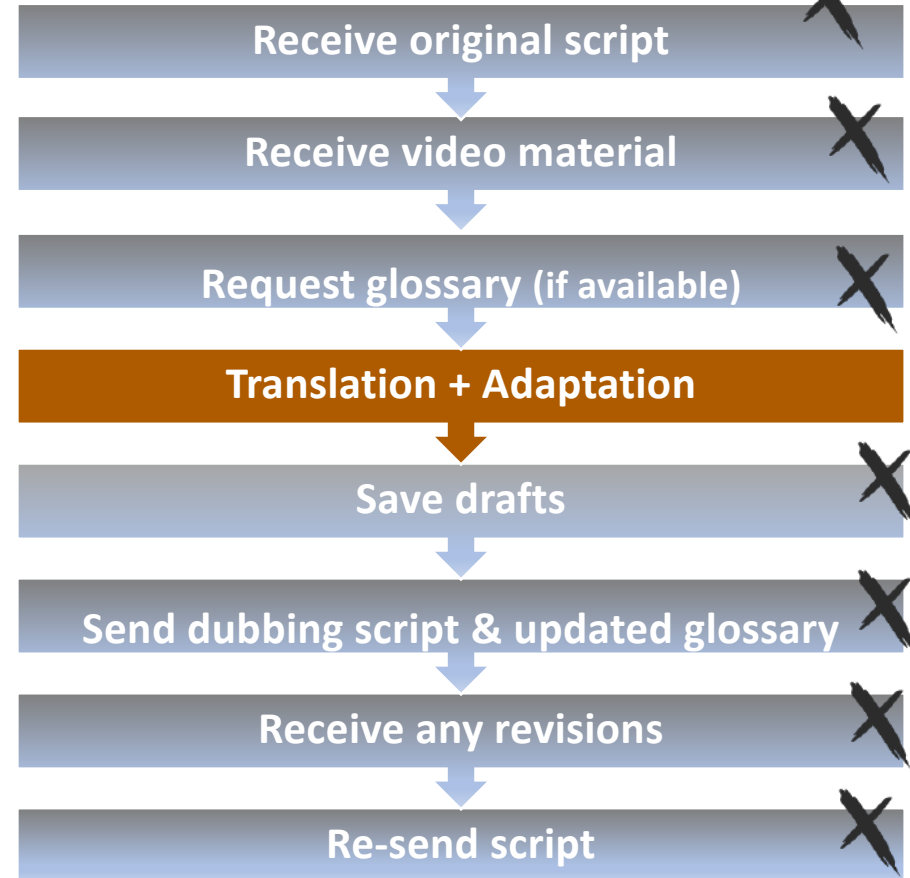 Receive original script
Receive video material
Request glossary (if available)
Translation + Adaptation
Save drafts
Send dubbing script & updated glossary
Receive any revisions
Re-send script